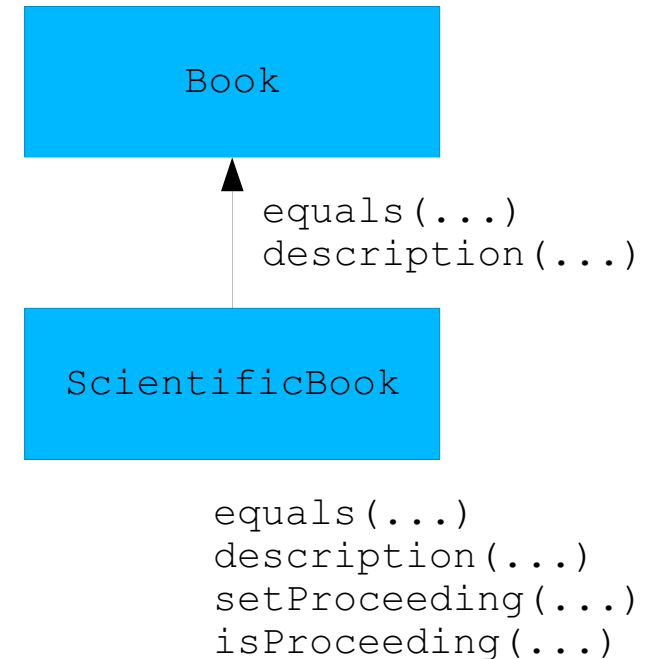 Book
equals(...)
description(...)
ScientificBook
equals(...)
description(...)
setProceeding(...)
isProceeding(...)